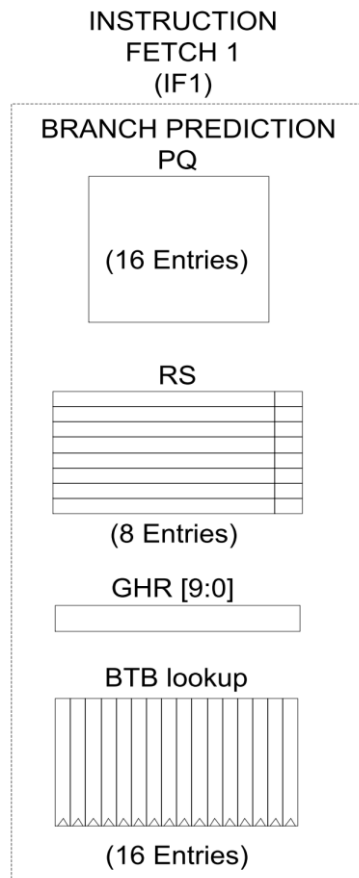 INSTRUCTION
FETCH 1
(IF1)
BRANCH PREDICTION
PQ
(16 Entries)
RS
(8 Entries)
GHR [9:0]
BTB lookup
(16 Entries)